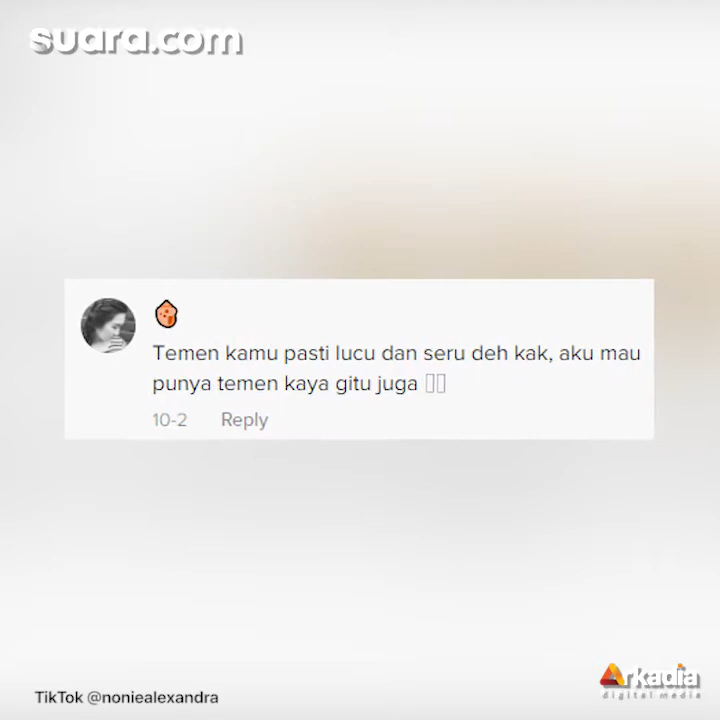 suara.com
Temen kamu pasti lucu dan seru deh kak, aku mau
punya temen kaya gitu juga
10-2 Reply
Arkadia
digital media
TikTok @noniealexandra